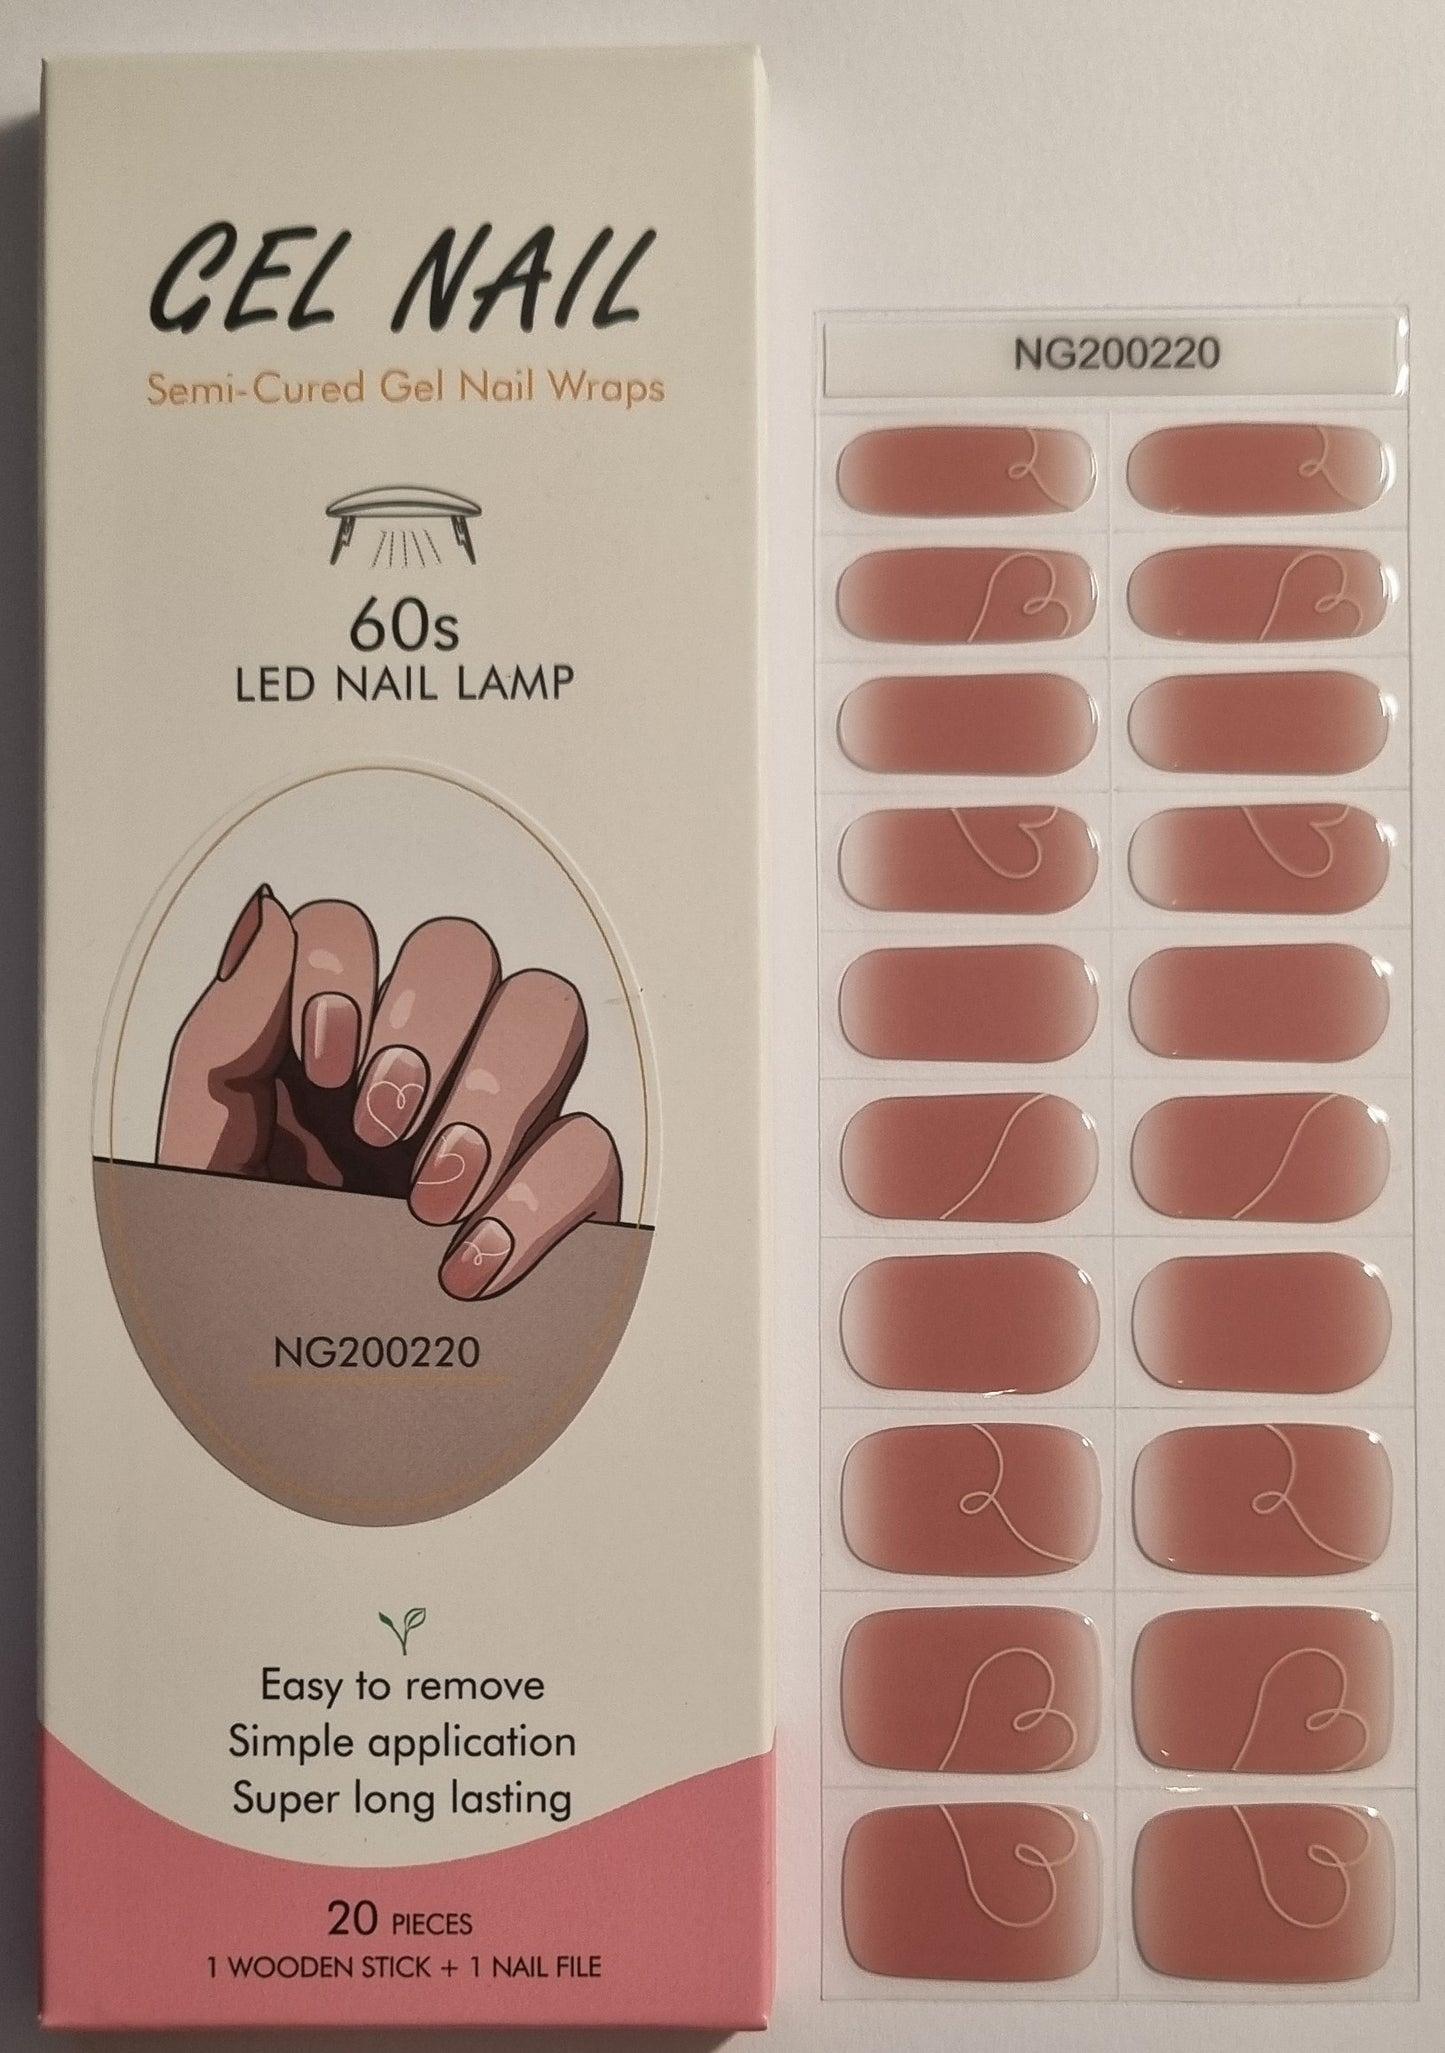 GEL NAIL
Semi-Cured Gel Nail Wraps
60s
LED NAIL LAMP
NG200220
Easy to remove
Simple application
Super long lasting
20 PIECES
1 WOODEN STICK + 1 NAIL FILE
NG200220